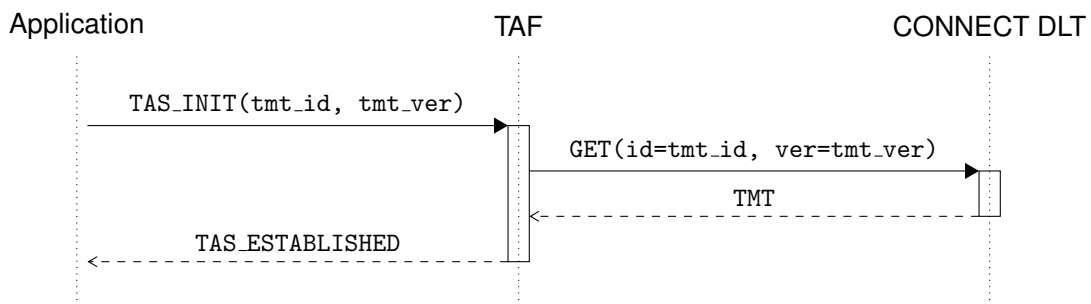 Application TAF CONNECT DLT
TAS_INIT(tmt_id, tmt_ver)
GET(id=tmt_id, ver=tmt_ver)
TMT
TAS_ESTABLISHED